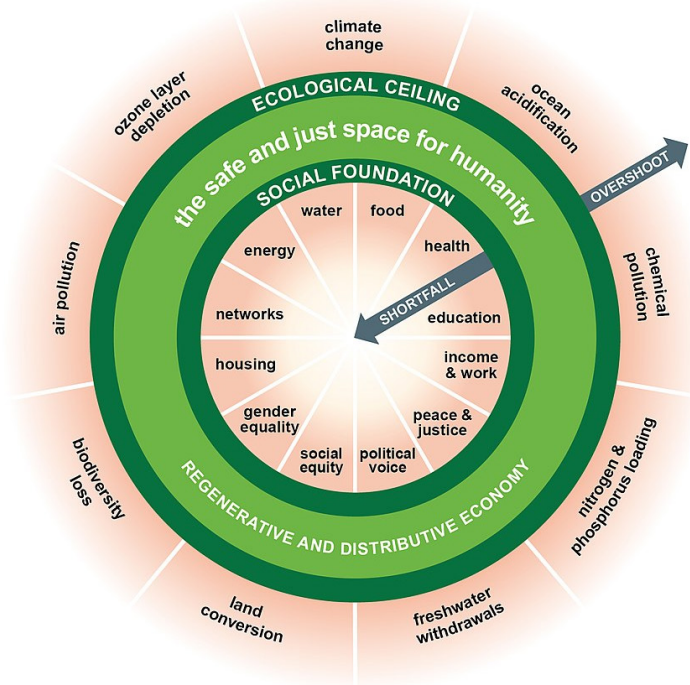 climate
change
ozone layer
depletion
ocean
acidification
ECOLOGICAL CEILING
the safe and just space for humanity
OVERSHOOT
SOCIAL FOUNDATION
water
food
energy
health
air pollution
chemical
pollution
SHORTFALL
networks
education
housing
income
& work
gender
equality
peace &
justice
social
equity
political
voice
biodiversity
loss
nitrogen &
phosphorus loading
REGENERATIVE AND DISTRIBUTIVE ECONOMY
land
conversion
freshwater
withdrawals